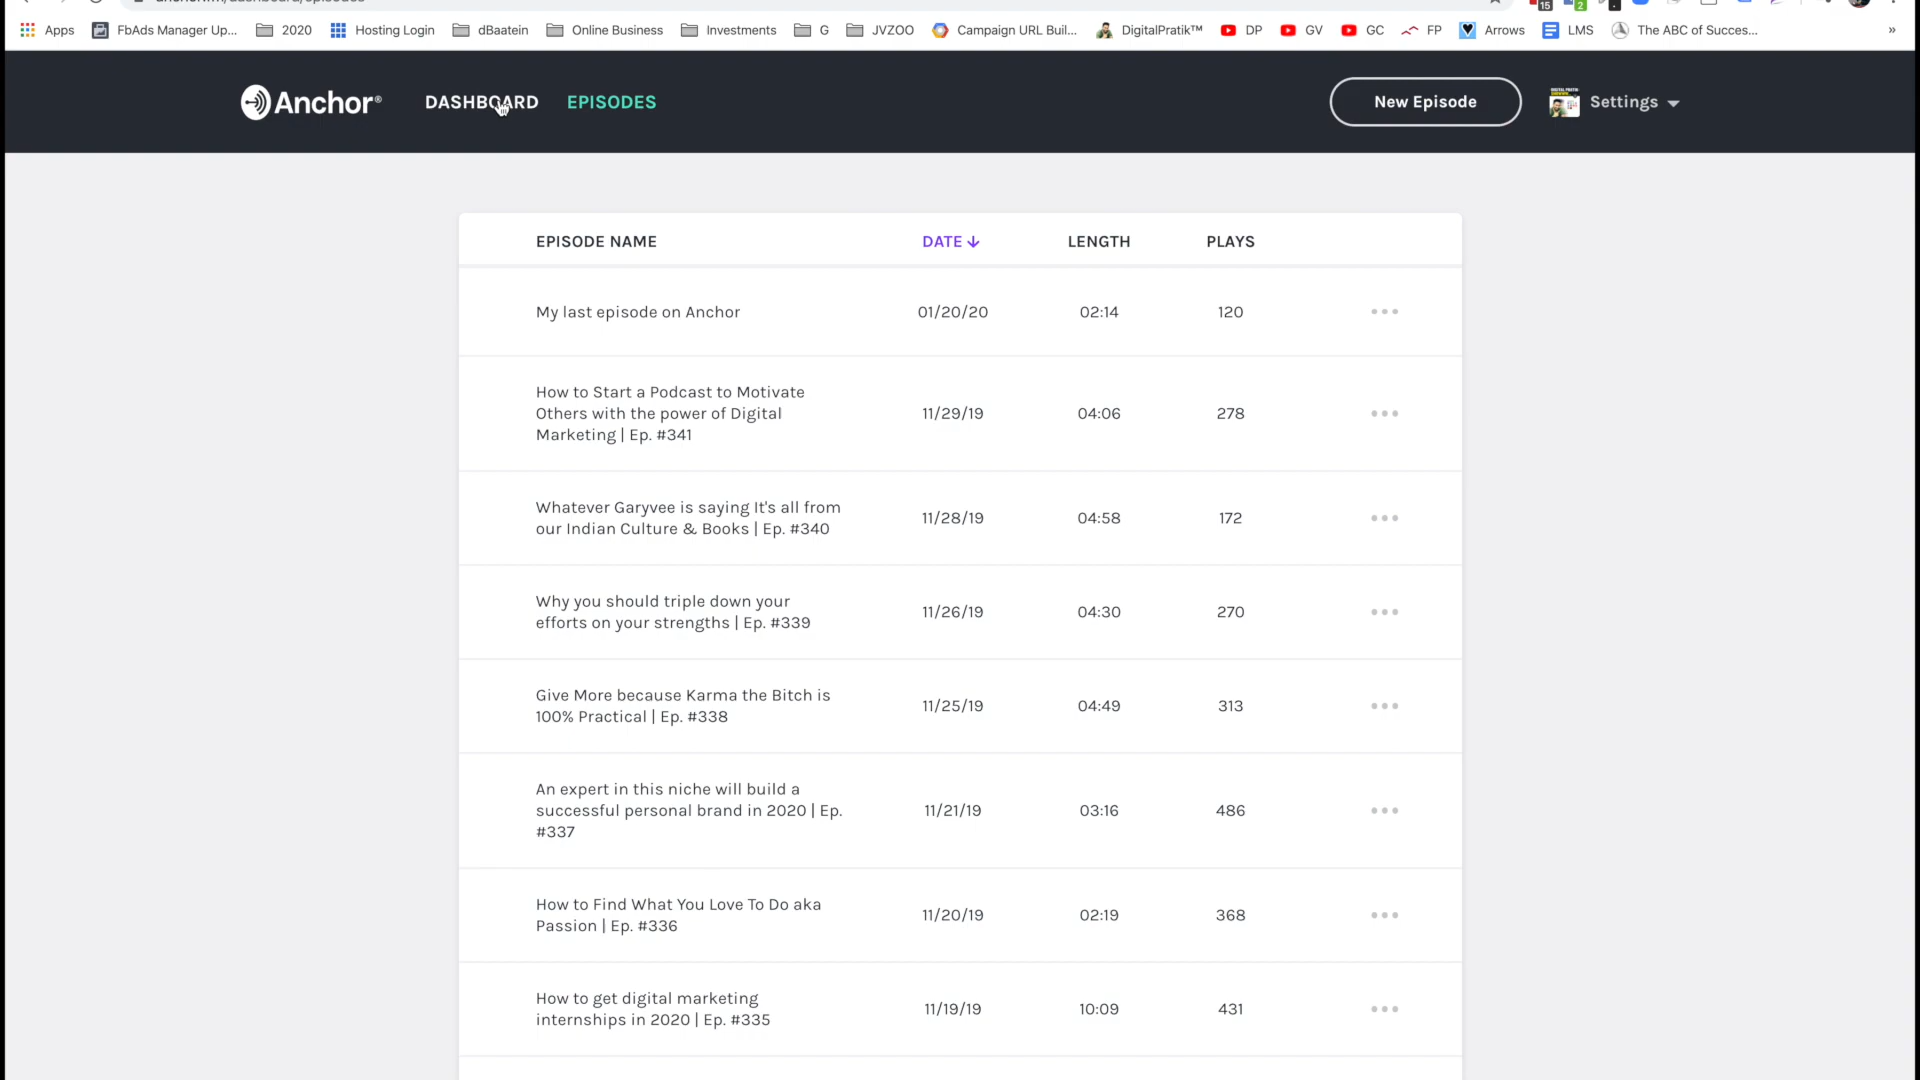 15
2
Apps
FbAds Manager Up...
2020
Hosting Login
dBaatein
Online Business
Investments
G
JVZOO
Campaign URL Buil...
DigitalPratik™
DP
GV
GC
FP
Arrows
LMS
The ABC of Succes...
»
Anchor®
DASHBOARD
EPISODES
New Episode
Settings
EPISODE NAME
DATE ↓
LENGTH
PLAYS
My last episode on Anchor
01/20/20
02:14
120
How to Start a Podcast to Motivate
Others with the power of Digital
Marketing | Ep. #341
11/29/19
04:06
278
Whatever Garyvee is saying It's all from
our Indian Culture & Books | Ep. #340
11/28/19
04:58
172
Why you should triple down your
efforts on your strengths | Ep. #339
11/26/19
04:30
270
Give More because Karma the Bitch is
100% Practical | Ep. #338
11/25/19
04:49
313
An expert in this niche will build a
successful personal brand in 2020 | Ep.
#337
11/21/19
03:16
486
How to Find What You Love To Do aka
Passion | Ep. #336
11/20/19
02:19
368
How to get digital marketing
internships in 2020 | Ep. #335
11/19/19
10:09
431